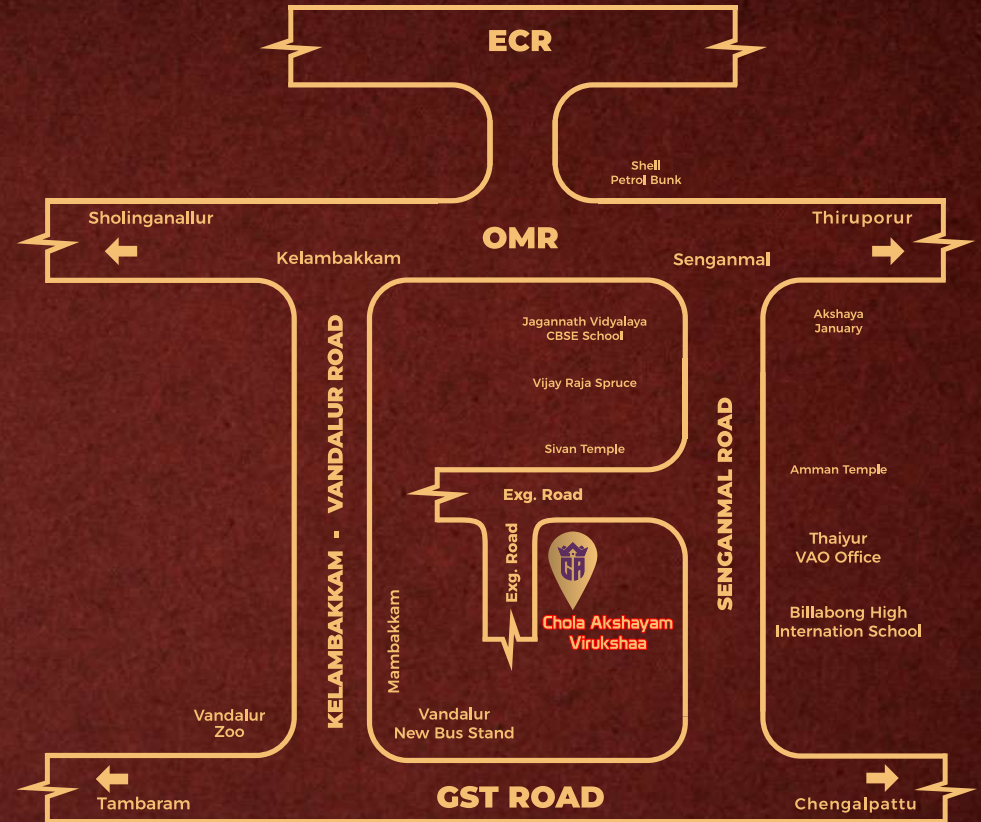 ECR
Shell
Petrol Bunk
Sholinganallur
Thiruporur
OMR
Kelambakkam
Senganmal
Jagannath Vidyalaya
CBSE School
Akshaya
January
Vijay Raja Spruce
KELAMBAKKAM - VANDALUR ROAD
SENGANMAL ROAD
Sivan Temple
Amman Temple
Exg. Road
Exg. Road
CA
Thaiyur
VAO Office
Chola Akshayam
Virukshaa
Billabong High
Internation School
Mambakkam
Vandalur
Zoo
Vandalur
New Bus Stand
Tambaram
GST ROAD
Chengalpattu